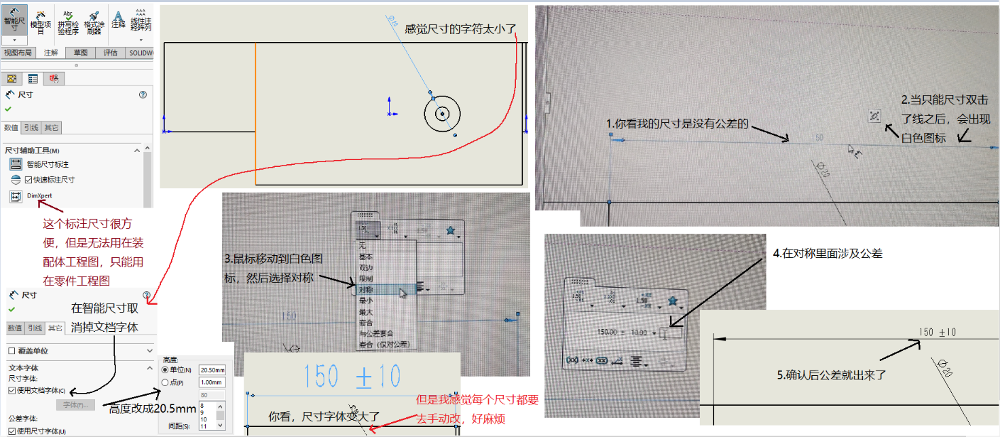 智能尺
寸
模型项
目
拼写检
验程序
格式涂
刷器
注释
线性注
释阵列
视图布局
注解
草图
评估
SOLIDW
尺寸
数值
引线
其它
尺寸辅助工具(M)
智能尺寸标注
快速标注尺寸
DimXpert
这个标注尺寸很方
便，但是无法用在装
配体工程图，只能用
在零件工程图
尺寸
在智能尺寸取
消掉文档字体
数值
引线
其它
覆盖单位
文本字体
尺寸字体:
使用文档字体(C)
字体(F)...
公差字体:
使用尺寸字体(U)
高度改成20.5mm
高度:
单位(N)
20.50mm
点(P)
1.00mm
80
8
9
10
11
间距(S):
Ø20
感觉尺寸的字符太小了
1.你看我的尺寸是没有公差的
2.当只能尺寸双击
了线之后，会出现
白色图标
50
Ø20
3.鼠标移动到白色图
标，然后选择对称
无
基本
双边
限制
对称
最小
最大
套合
与公差套合
套合（仅对公差）
150
150 ±10
你看，尺寸字体变大了
但是我感觉每个尺寸都要
去手动改，好麻烦
4.在对称里面涉及公差
1.50
150.00 ± 10.00
150 ±10
Ø20
5.确认后公差就出来了